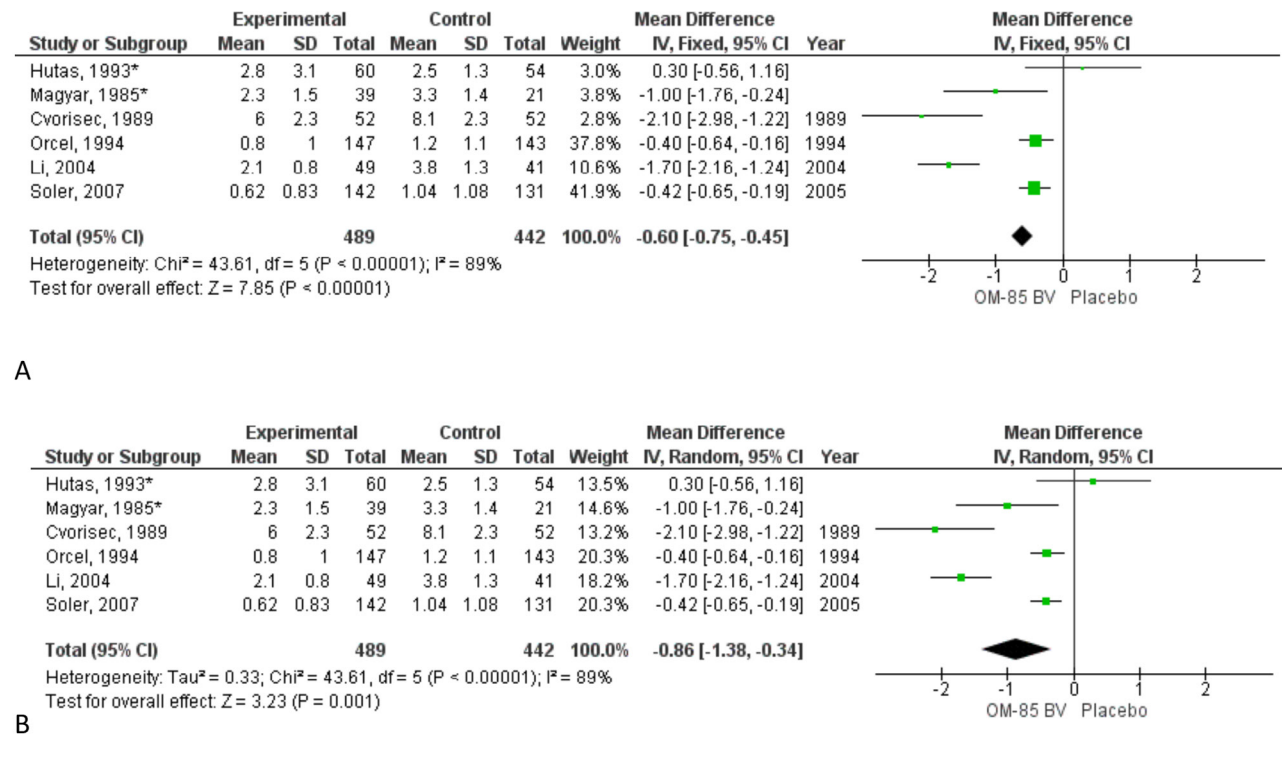 Experimental Control Mean Difference Mean Difference
Study or Subgroup Mean SD Total Mean SD Total Weight IV, Fixed, 95% CI Year IV, Fixed, 95% CI
Hutas, 1993* 2.8 3.1 60 2.5 1.3 54 3.0% 0.30 [-0.56, 1.16]
Magyar, 1985* 2.3 1.5 39 3.3 1.4 21 3.8% -1.00 [-1.76, -0.24]
Cvorisec, 1989 6 2.3 52 8.1 2.3 52 2.8% -2.10 [-2.98, -1.22] 1989
Orcel, 1994 0.8 1 147 1.2 1.1 143 37.8% -0.40 [-0.64, -0.16] 1994
Li, 2004 2.1 0.8 49 3.8 1.3 41 10.6% -1.70 [-2.16, -1.24] 2004
Soler, 2007 0.62 0.83 142 1.04 1.08 131 41.9% -0.42 [-0.65, -0.19] 2005
Total (95% CI) 489 442 100.0% -0.60 [-0.75, -0.45]
Heterogeneity: Chi² = 43.61, df = 5 (P < 0.00001); I² = 89%
Test for overall effect: Z = 7.85 (P < 0.00001)
-2 -1 0 1 2
OM-85 BV Placebo
A
Experimental Control Mean Difference Mean Difference
Study or Subgroup Mean SD Total Mean SD Total Weight IV, Random, 95% CI Year IV, Random, 95% CI
Hutas, 1993* 2.8 3.1 60 2.5 1.3 54 13.5% 0.30 [-0.56, 1.16]
Magyar, 1985* 2.3 1.5 39 3.3 1.4 21 14.6% -1.00 [-1.76, -0.24]
Cvorisec, 1989 6 2.3 52 8.1 2.3 52 13.2% -2.10 [-2.98, -1.22] 1989
Orcel, 1994 0.8 1 147 1.2 1.1 143 20.3% -0.40 [-0.64, -0.16] 1994
Li, 2004 2.1 0.8 49 3.8 1.3 41 18.2% -1.70 [-2.16, -1.24] 2004
Soler, 2007 0.62 0.83 142 1.04 1.08 131 20.3% -0.42 [-0.65, -0.19] 2005
Total (95% CI) 489 442 100.0% -0.86 [-1.38, -0.34]
Heterogeneity: Tau² = 0.33; Chi² = 43.61, df = 5 (P < 0.00001); I² = 89%
Test for overall effect: Z = 3.23 (P = 0.001)
-2 -1 0 1 2
OM-85 BV Placebo
B